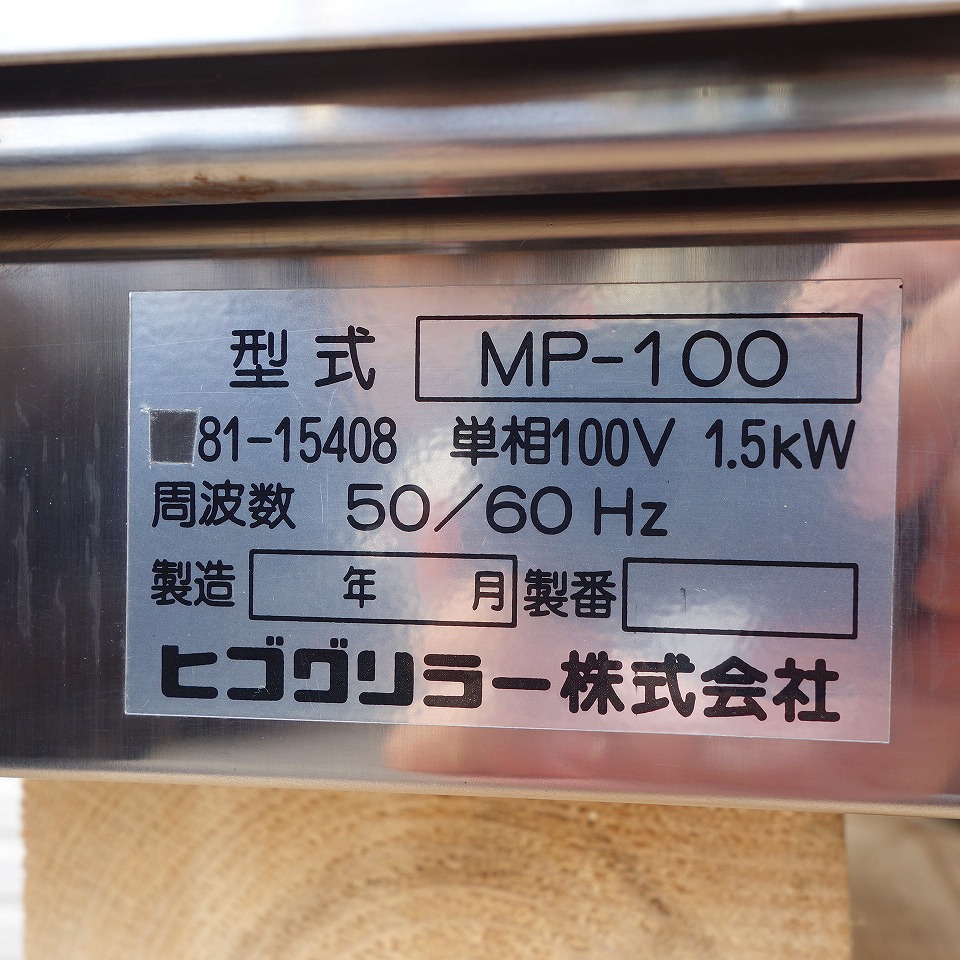 型式 MP-100
81-15408 単相100V 1.5kW
周波数 50/60 Hz
製造 年 月 製番
ヒゴグリラー株式会社